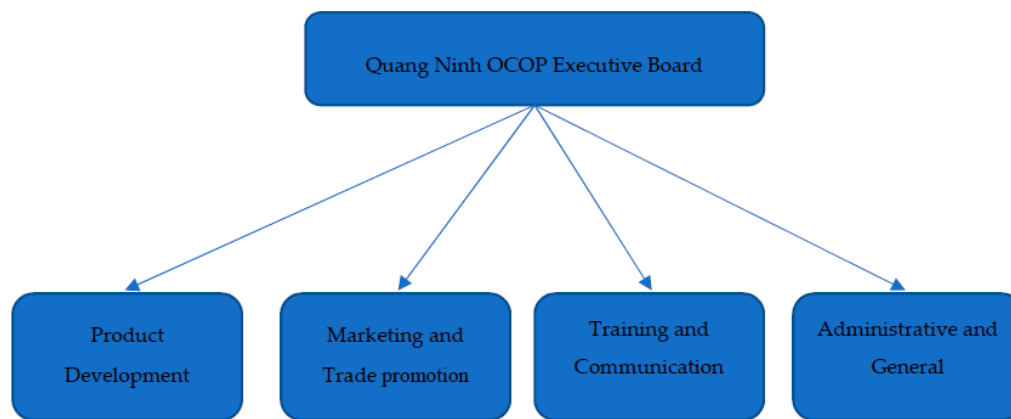 Quang Ninh OCOP Executive Board
Product
Development
Marketing and
Trade promotion
Training and
Communication
Administrative and
General